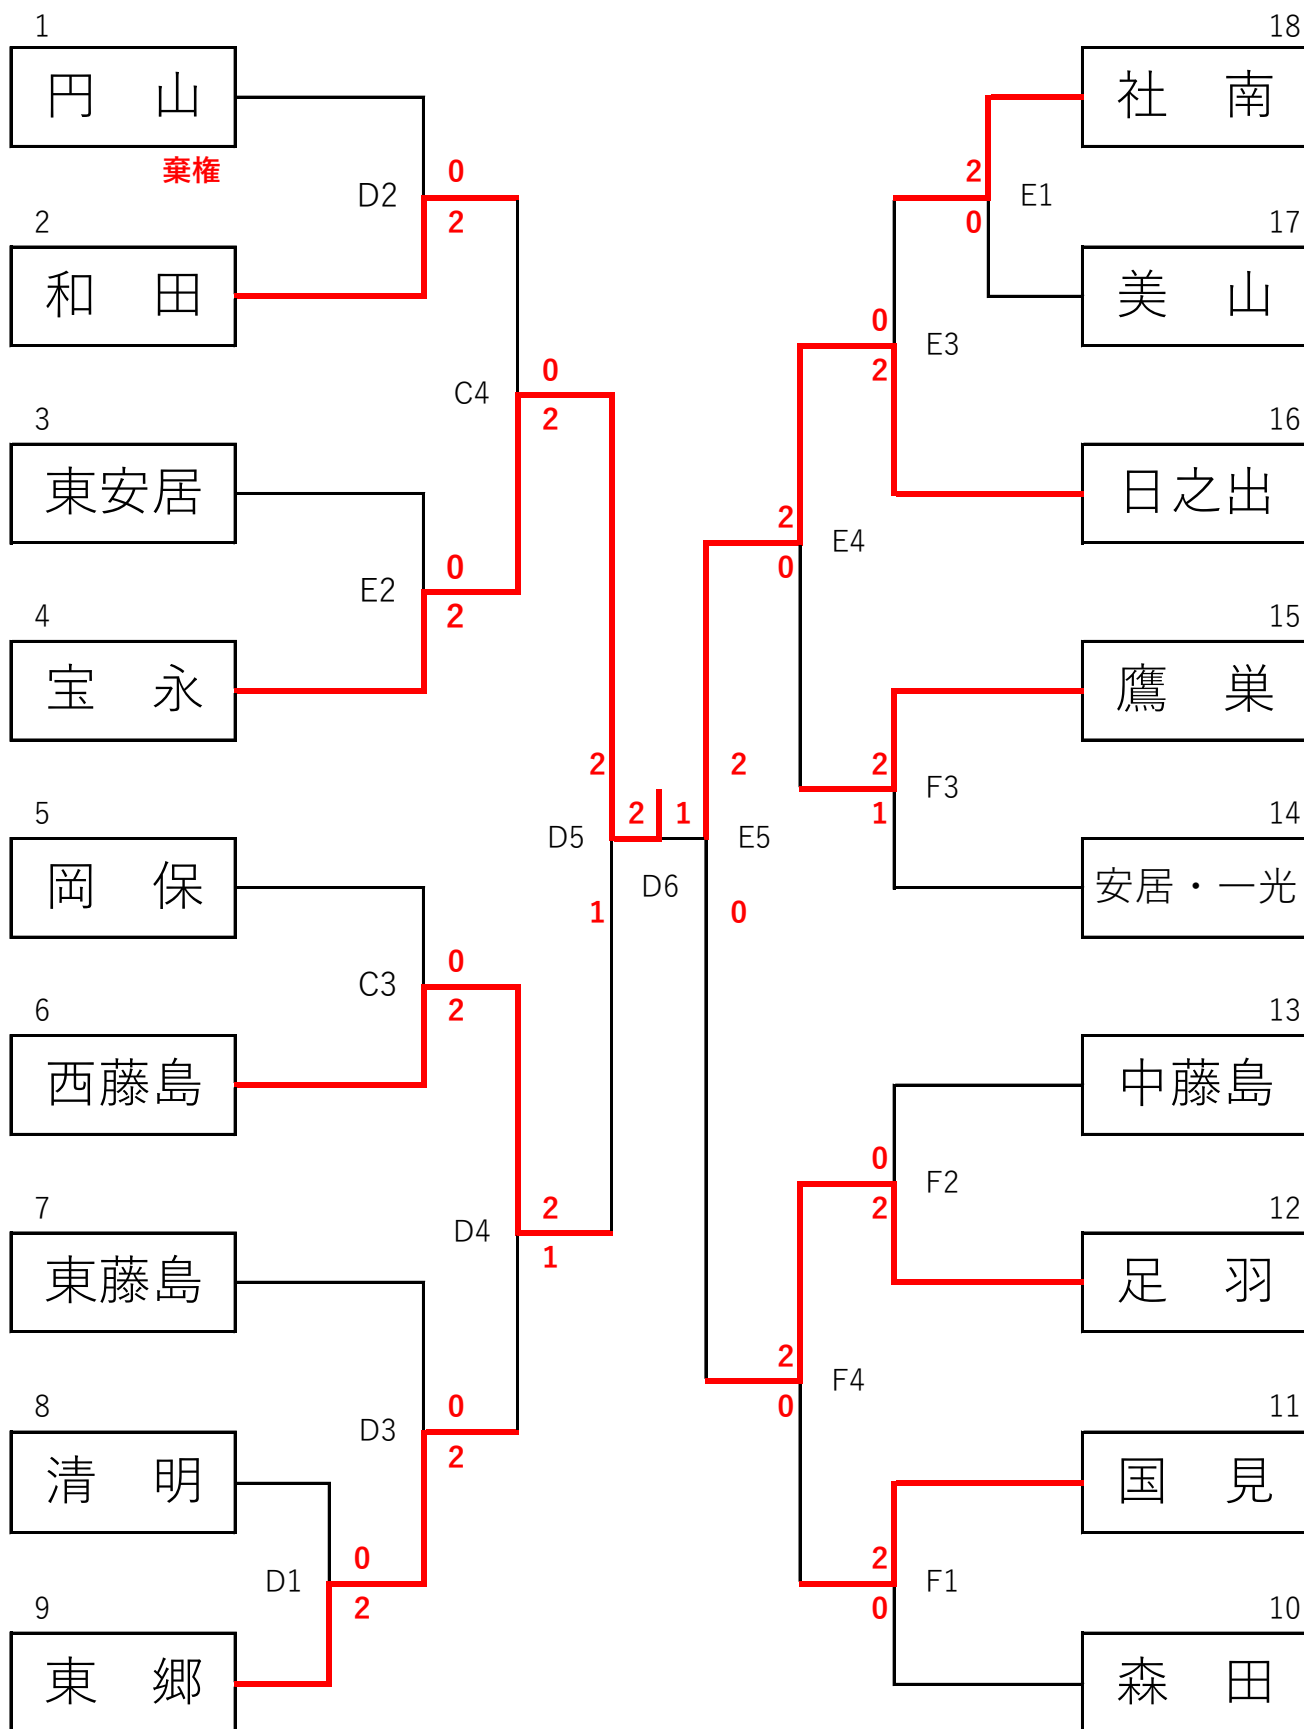 1
円 山
棄権
D2
0
2
2
和 田
C4
0
2
3
東安居
E2
0
2
4
宝 永
5
岡 保
C3
0
2
6
西藤島
D4
2
1
7
東藤島
D3
0
2
8
清 明
D1
0
2
9
東 郷
D5
2
1
2
1
D6
E5
2
0
18
社 南
2
0
E1
17
美 山
0
2
E3
16
日之出
2
0
E4
15
鷹 巣
2
1
F3
14
安居・一光
13
中藤島
0
2
F2
12
足 羽
2
0
F4
11
国 見
2
0
F1
10
森 田